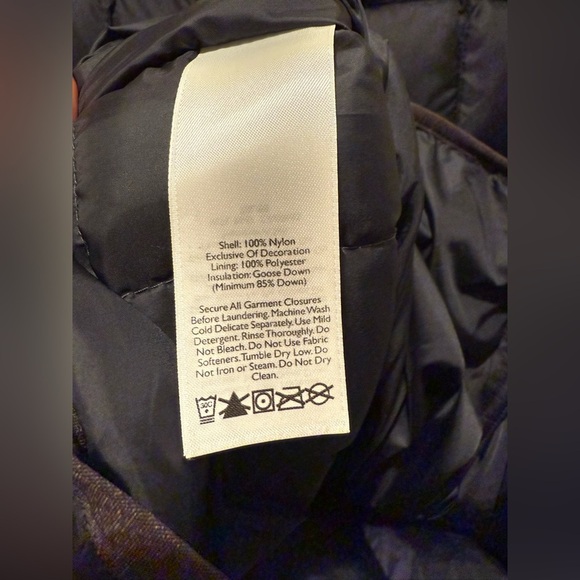 Shell: 100% Nylon
Exclusive Of Decoration
Lining: 100% Polyester
Insulation: Goose Down
(Minimum 85% Down)
Secure All Garment Closures
Before Laundering. Machine Wash
Cold Delicate Separately. Use Mild
Detergent. Rinse Thoroughly. Do
Not Bleach. Do Not Use Fabric
Softeners. Tumble Dry Low. Do
Not Iron or Steam. Do Not Dry
Clean.
30C